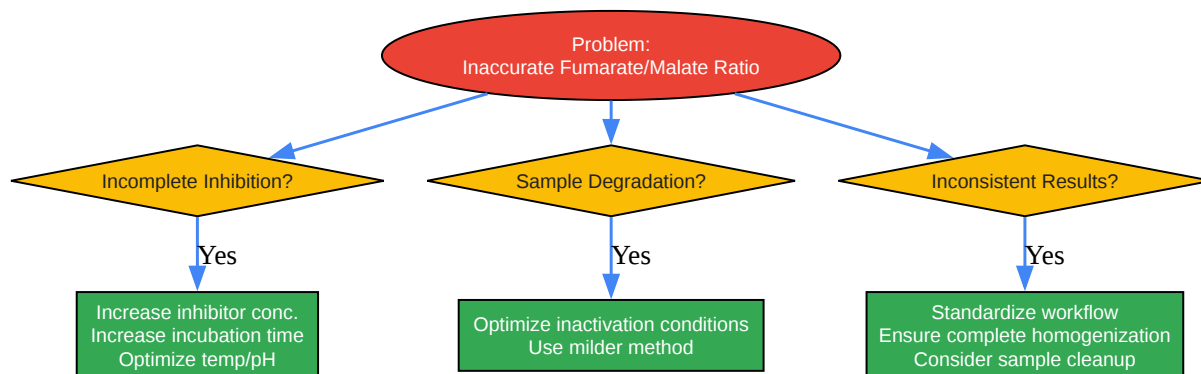 Problem:
Inaccurate Fumarate/Malate Ratio
Incomplete Inhibition?
Sample Degradation?
Inconsistent Results?
Yes
Yes
Yes
Increase inhibitor conc.
Increase incubation time
Optimize temp/pH
Optimize inactivation conditions
Use milder method
Standardize workflow
Ensure complete homogenization
Consider sample cleanup